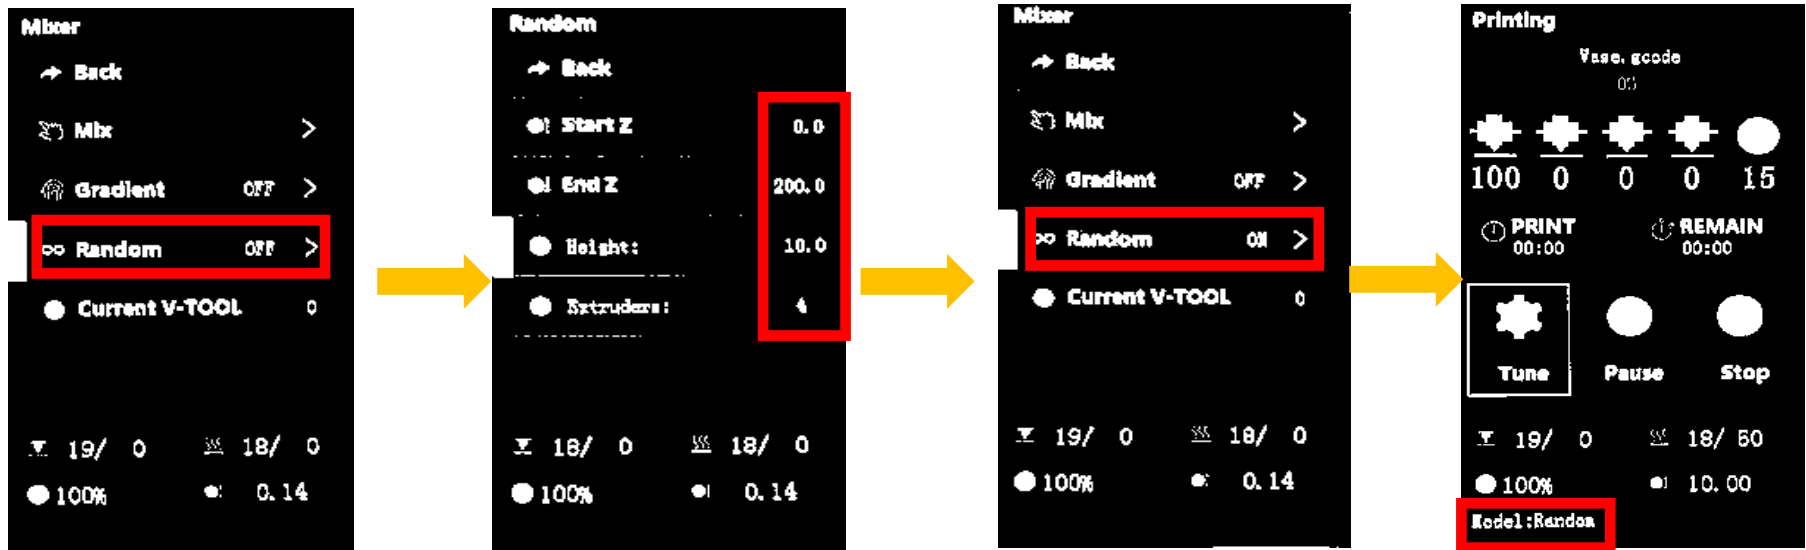 Mixer
Back
Mix >
Gradient OFF >
Random OFF >
Current V-TOOL 0
19/ 0 18/ 0
100% 0.14
Random
Back
Start Z 0.0
End Z 200.0
Height: 10.0
Extruders: 4
18/ 0 18/ 0
100% 0.14
Mixer
Back
Mix >
Gradient OFF >
Random ON >
Current V-TOOL 0
19/ 0 18/ 0
100% 0.14
Printing
Vase.gcode
0%
100 0 0 0 15
PRINT REMAIN
00:00 00:00
Tune Pause Stop
19/ 0 18/ 60
100% 10.00
Model:Random